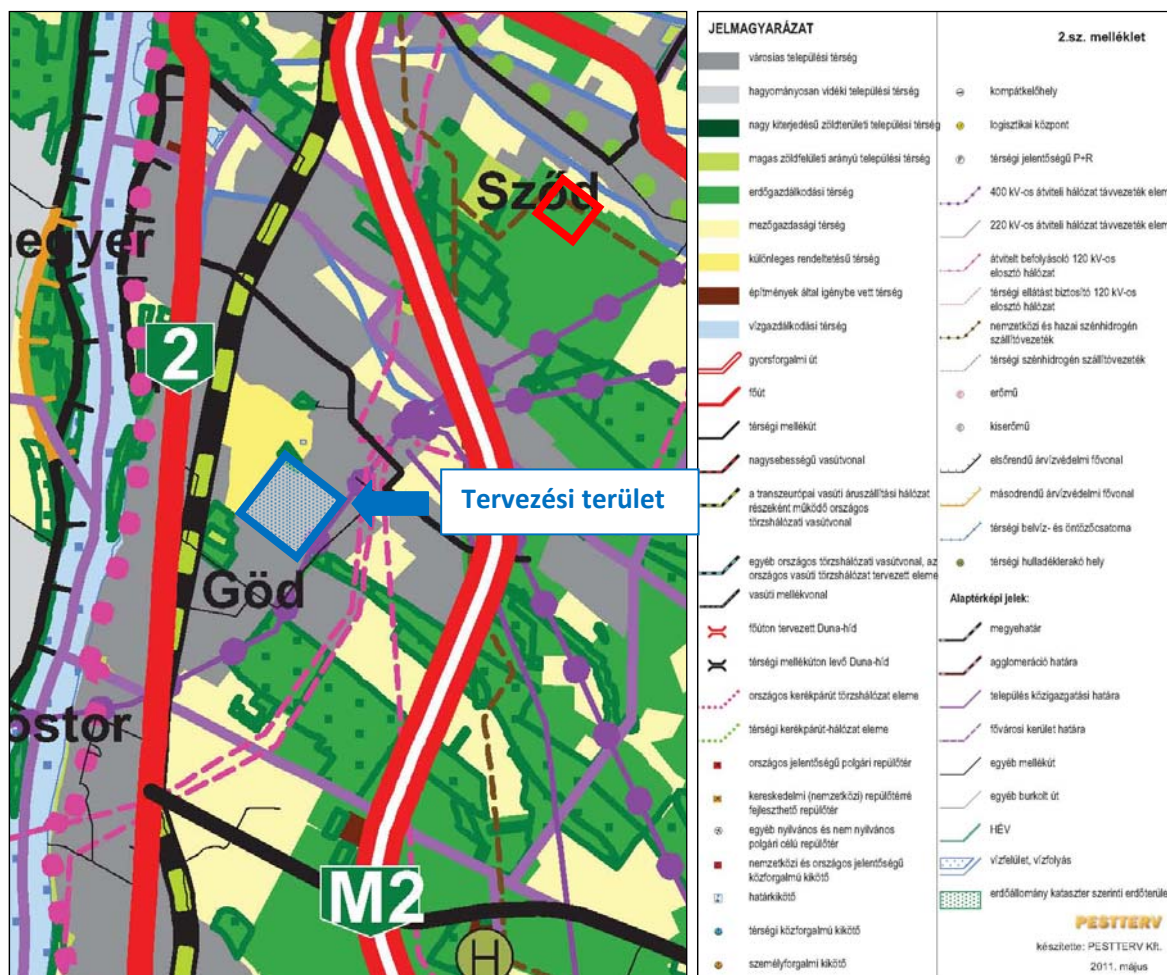 Sződ
negyer
2
Tervezési terület
Göd
ostor
M2
H
JELMAGYARÁZAT
városias települési térség
hagyományosan vidéki települési térség
nagy kiterjedésű zöldterületi települési térség
magas zöldfelületi arányú települési térség
erdőgazdálkodási térség
mezőgazdasági térség
különleges rendeltetésű térség
építmények által igénybe vett térség
vízgazdálkodási térség
gyorsforgalmi út
főút
térségi mellékút
nagysebességű vasútvonal
a transzeurópai vasúti áruszállítási hálózat
részeként működő országos
törzshálózati vasútvonal
egyéb országos törzshálózati vasútvonal, az
országos vasúti törzshálózat tervezett eleme
vasúti mellékvonal
főúton tervezett Duna-híd
térségi mellékúton levő Duna-híd
országos kerékpárút törzshálózat eleme
térségi kerékpárút-hálózat eleme
országos jelentőségű polgári repülőtér
kereskedelmi (nemzetközi) repülőtérré
fejleszthető repülőtér
egyéb nyilvános és nem nyilvános
polgári célú repülőtér
nemzetközi és országos jelentőségű
közforgalmú kikötő
határkikötő
térségi közforgalmú kikötő
személyforgalmi kikötő
2.sz. melléklet
kompátkelőhely
logisztikai központ
P térségi jelentőségű P+R
400 kV-os átviteli hálózat távvezeték elem
220 kV-os átviteli hálózat távvezeték elem
átvitelt befolyásoló 120 kV-os
elosztó hálózat
térségi ellátást biztosító 120 kV-os
elosztó hálózat
nemzetközi és hazai szénhidrogén
szállítóvezeték
térségi szénhidrogén szállítóvezeték
erőmű
kiserőmű
elsőrendű árvízvédelmi fővonal
másodrendű árvízvédelmi fővonal
térségi belvíz- és öntözőcsatorna
térségi hulladéklerakó hely
Alaptérképi jelek:
megyehatár
agglomeráció határa
település közigazgatási határa
fővárosi kerület határa
egyéb mellékút
egyéb burkolt út
HÉV
vízfelület, vízfolyás
erdőállomány kataszter szerinti erdőterüle
PESTTERV
készítette: PESTTERV Kft.
2011. május